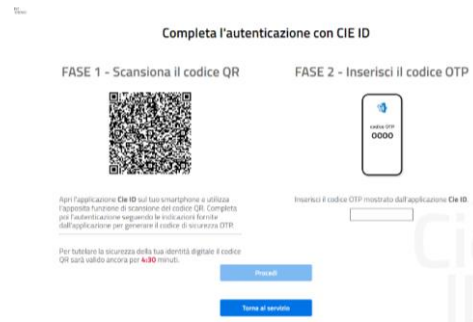 Completa l'autenticazione con CIE ID
FASE 1 - Scansiona il codice QR
Apri l'applicazione Cie ID sul tuo smartphone e utilizza
l'apposita funzione di scansione del codice QR. Completa
poi l'autenticazione seguendo le indicazioni fornite
dall'applicazione per generare il codice di sicurezza OTP.
Per tutelare la sicurezza della tua identità digitale il codice
QR sarà valido ancora per 4:30 minuti.
FASE 2 - Inserisci il codice OTP
codice OTP
0000
Inserisci il codice OTP mostrato dall'applicazione Cie ID.
Procedi
Torna al servizio